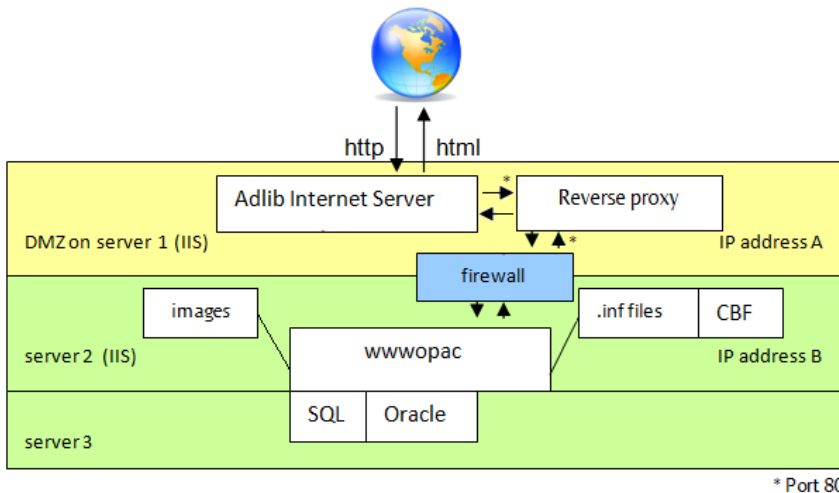 http html
Adlib Internet Server * Reverse proxy
DMZ on server 1 (IIS) * IP address A
firewall
images .inf files CBF
wwwopac
server 2 (IIS) IP address B
SQL Oracle
server 3
* Port 80